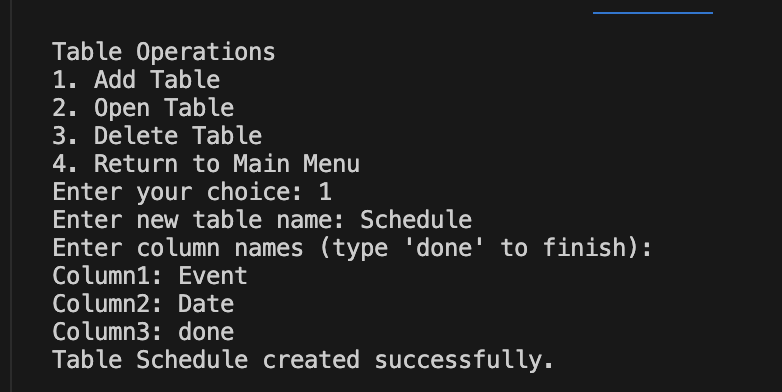 Table Operations
1. Add Table
2. Open Table
3. Delete Table
4. Return to Main Menu
Enter your choice: 1
Enter new table name: Schedule
Enter column names (type 'done' to finish):
Column1: Event
Column2: Date
Column3: done
Table Schedule created successfully.